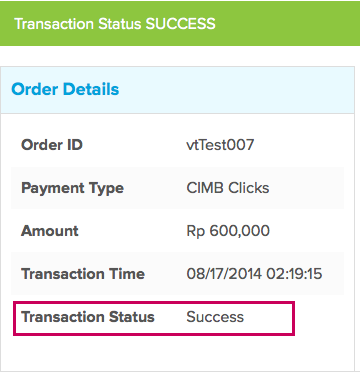 Transaction Status SUCCESS
Order Details
Order ID vtTest007
Payment Type CIMB Clicks
Amount Rp 600,000
Transaction Time 08/17/2014 02:19:15
Transaction Status Success